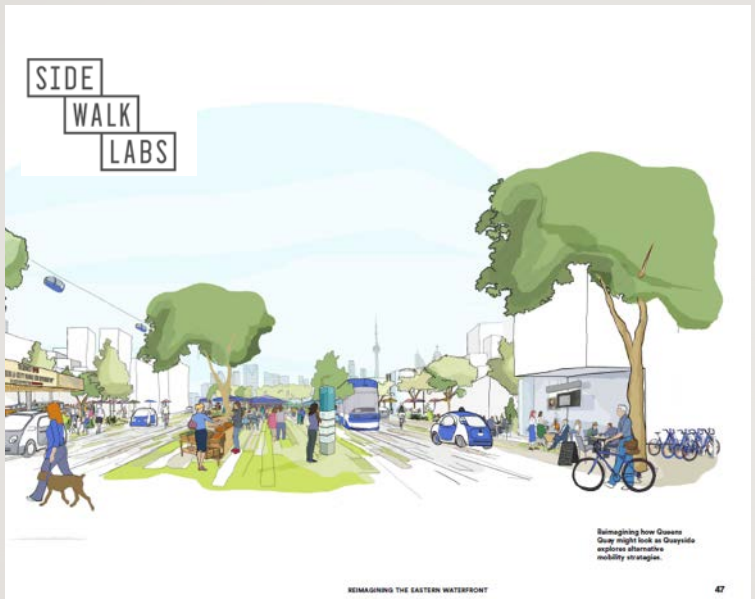 SIDE
WALK
LABS
Reimagining how Queens
Quay might look as Quayside
explores alternative
mobility strategies.
REIMAGINING THE EASTERN WATERFRONT
47